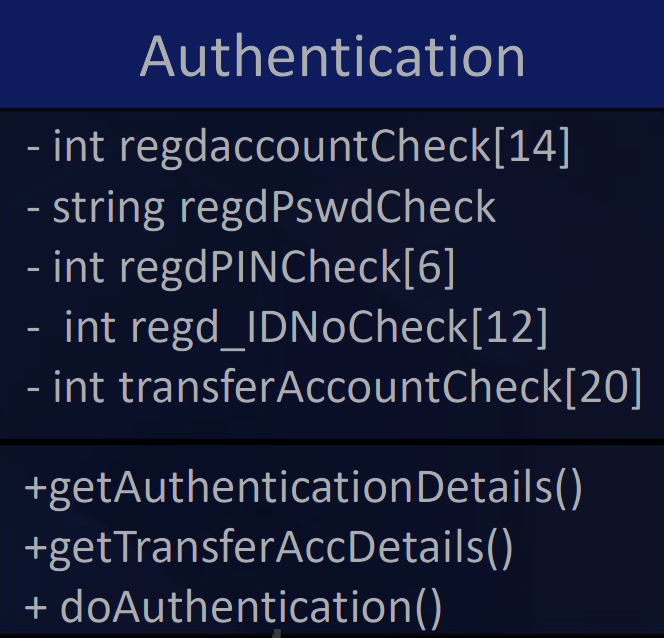 Authentication
- int regdaccountCheck[14]
- string regdPswdCheck
- int regdPINCheck[6]
- int regd_IDNoCheck[12]
- int transferAccountCheck[20]
+getAuthenticationDetails()
+getTransferAccDetails()
+ doAuthentication()